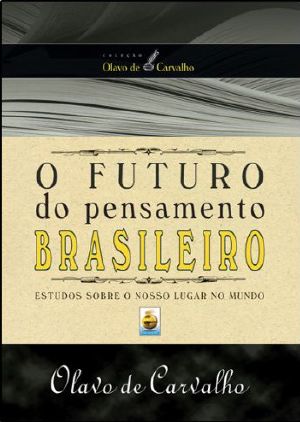 COLEÇÃO
Olavo de Carvalho
O FUTURO
do pensamento
BRASILEIRO
ESTUDOS SOBRE O NOSSO LUGAR NO MUNDO
Olavo de Carvalho